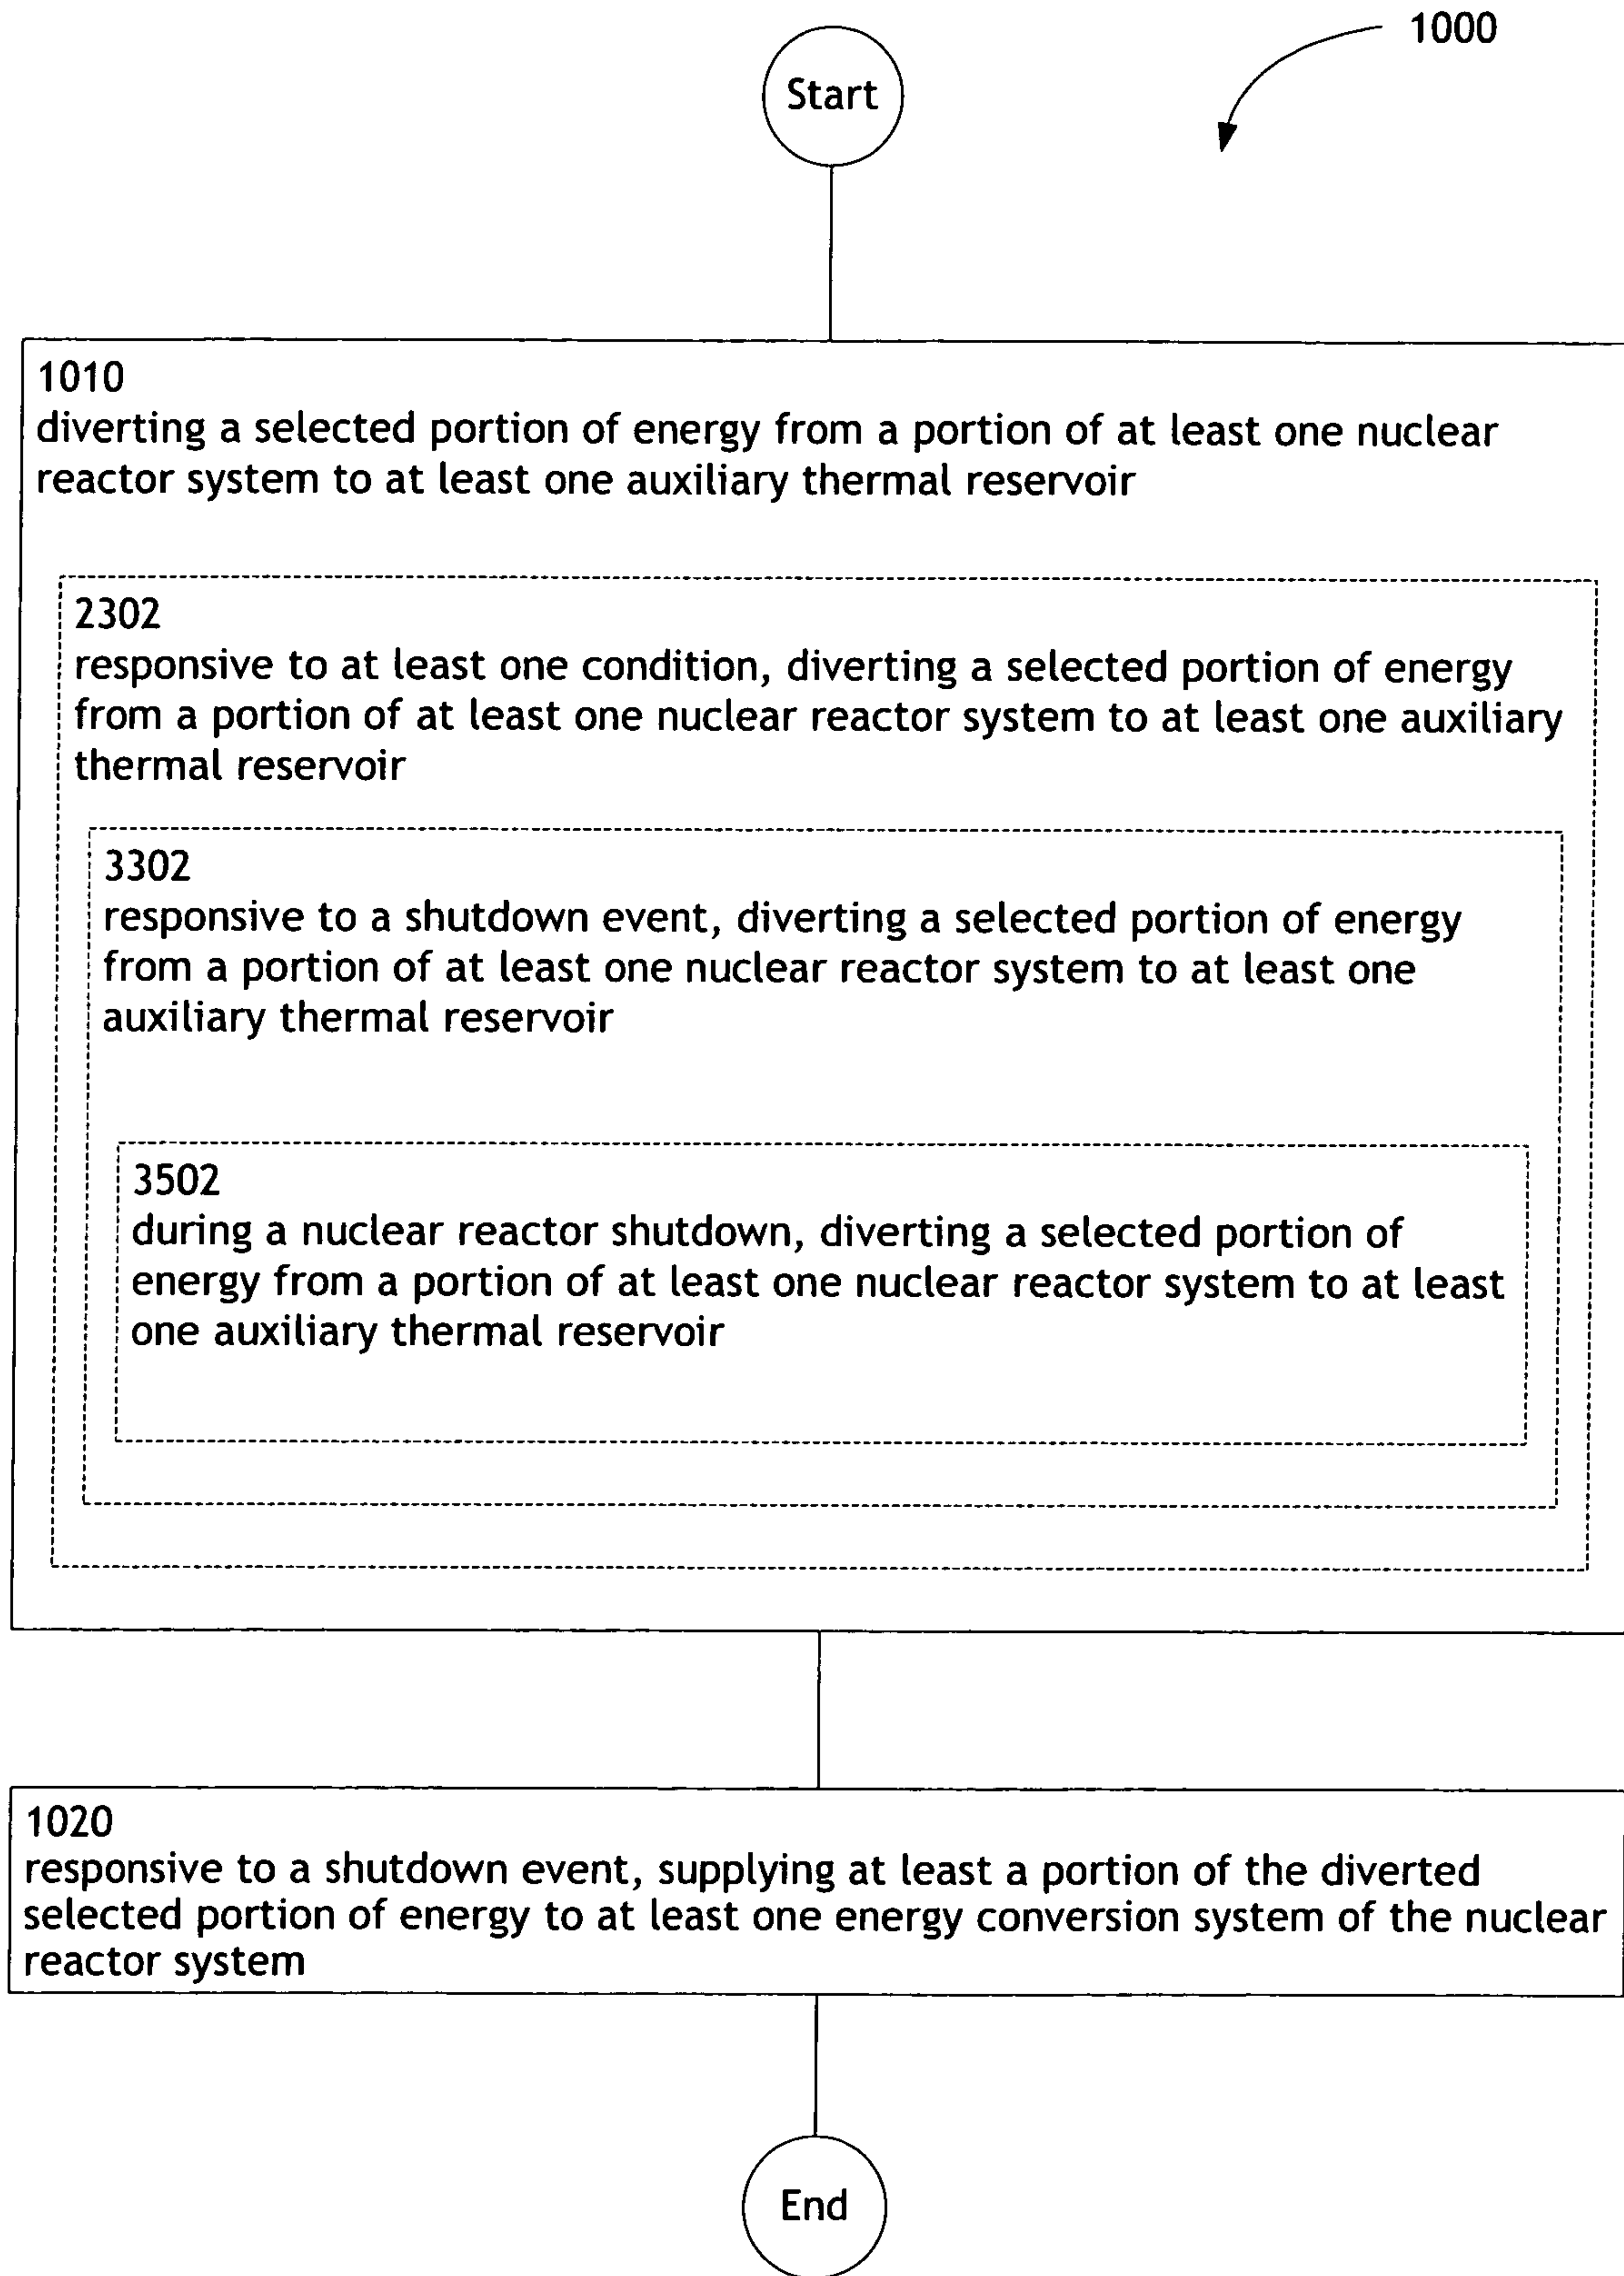 1000
Start
1010
diverting a selected portion of energy from a portion of at least one nuclear
reactor system to at least one auxiliary thermal reservoir
2302
responsive to at least one condition, diverting a selected portion of energy
from a portion of at least one nuclear reactor system to at least one auxiliary
thermal reservoir
3302
responsive to a shutdown event, diverting a selected portion of energy
from a portion of at least one nuclear reactor system to at least one
auxiliary thermal reservoir
3502
during a nuclear reactor shutdown, diverting a selected portion of
energy from a portion of at least one nuclear reactor system to at least
one auxiliary thermal reservoir
1020
responsive to a shutdown event, supplying at least a portion of the diverted
selected portion of energy to at least one energy conversion system of the nuclear
reactor system
End